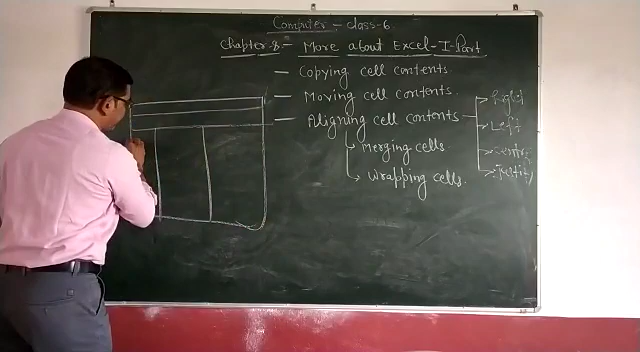 Computer - class-6.
Chapter-8:- More about Excel-I-Part
- Copying cell contents.
- Moving cell contents.
- Aligning cell contents
→ Left
→ Merging cells.
→ Wrapping cells.